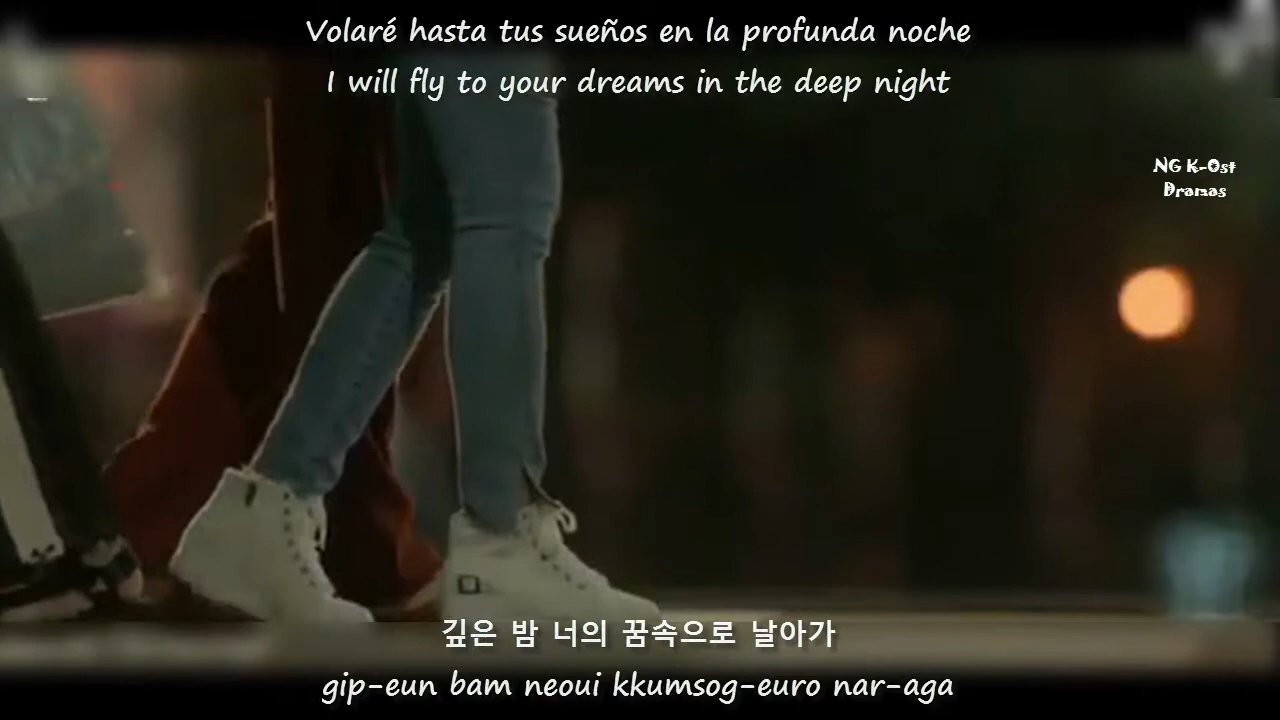 Volaré hasta tus sueños en la profunda noche
I will fly to your dreams in the deep night
NG K-Ost
Dramas
깊은 밤 너의 꿈속으로 날아가
gip-eun bam neoui kkumsog-euro nar-aga